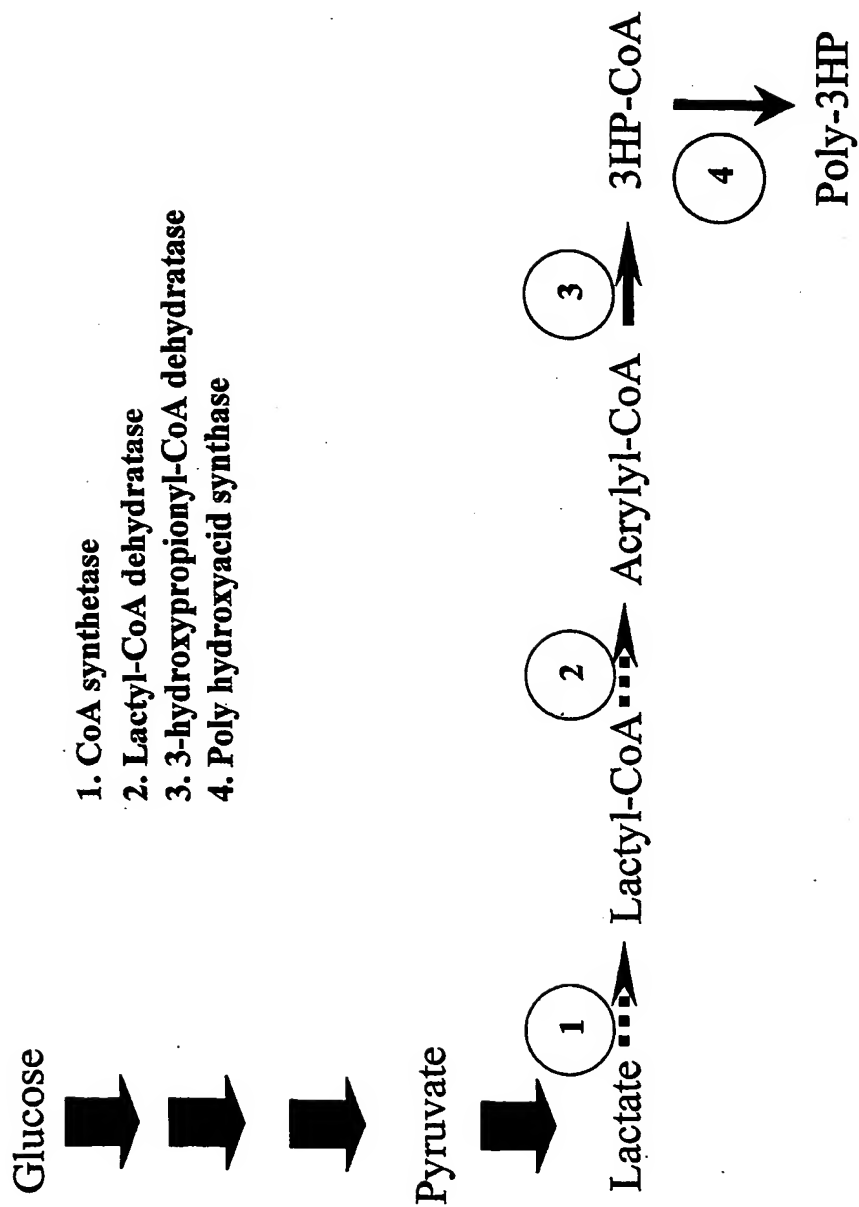 Glucose
1. CoA synthetase
2. Lactyl-CoA dehydratase
3. 3-hydroxypropionyl-CoA dehydratase
4. Poly hydroxyacid synthase
Pyruvate
1
2
3
Lactate
Lactyl-CoA
Acrylyl-CoA
3HP-CoA
4
Poly-3HP